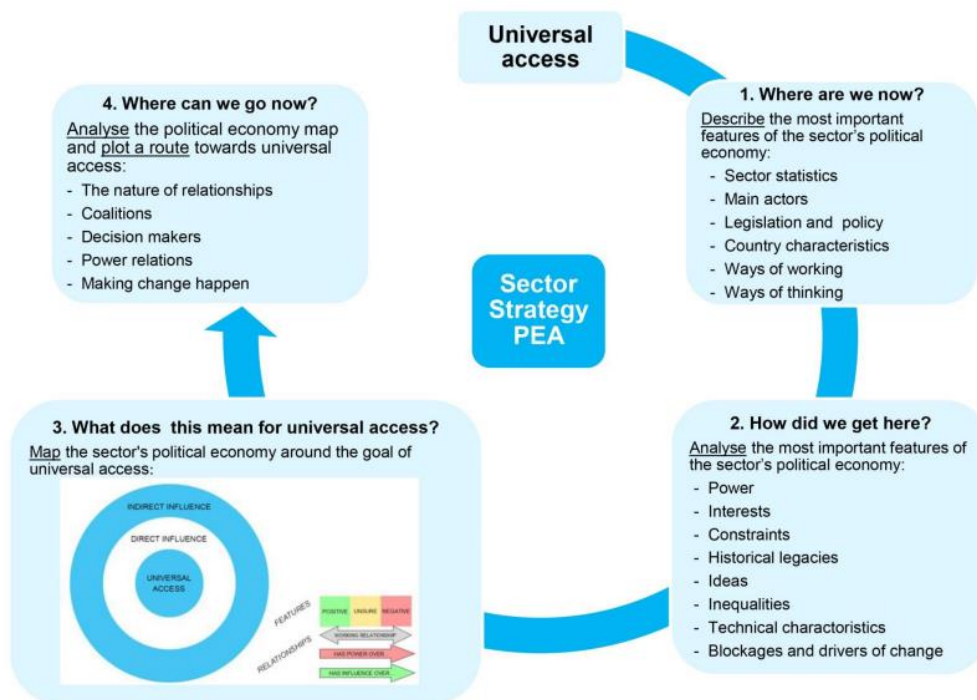 Universal
access
1. Where are we now?
Describe the most important
features of the sector's political
economy:
- Sector statistics
- Main actors
- Legislation and policy
- Country characteristics
- Ways of working
- Ways of thinking
2. How did we get here?
Analyse the most important features of
the sector's political economy:
- Power
- Interests
- Constraints
- Historical legacies
- Ideas
- Inequalities
- Technical characteristics
- Blockages and drivers of change
3. What does this mean for universal access?
Map the sector's political economy around the goal of
universal access:
INDIRECT INFLUENCE
DIRECT INFLUENCE
UNIVERSAL
ACCESS
FEATURES
POSITIVE UNSURE NEGATIVE
RELATIONSHIPS
WORKING RELATIONSHIP
HAS POWER OVER
HAS INFLUENCE OVER
4. Where can we go now?
Analyse the political economy map
and plot a route towards universal
access:
- The nature of relationships
- Coalitions
- Decision makers
- Power relations
- Making change happen
Sector
Strategy
PEA